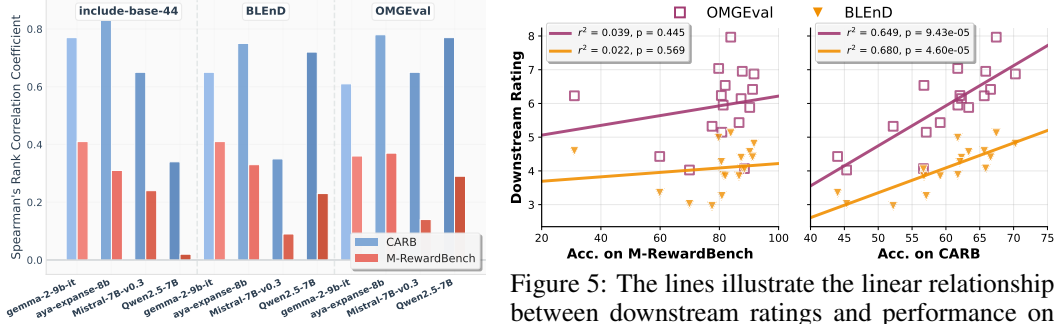 include-base-44
BLEnD
OMGEval
Spearman's Rank Correlation Coefficient
0.8
0.6
0.4
0.2
0.0
CARB
M-RewardBench
gemma-2-9b-it
aya-expanse-8b
Mistral-7B-v0.3
Qwen2.5-7B
gemma-2-9b-it
aya-expanse-8b
Mistral-7B-v0.3
Qwen2.5-7B
gemma-2-9b-it
aya-expanse-8b
Mistral-7B-v0.3
Qwen2.5-7B
OMGEval
BLEnD
Downstream Rating
8
7
6
5
4
3
r² = 0.039, p = 0.445
r² = 0.022, p = 0.569
20 40 60 80 100
Acc. on M-RewardBench
r² = 0.649, p = 9.43e-05
r² = 0.680, p = 4.60e-05
40 45 50 55 60 65 70 75
Acc. on CARB
Figure 5: The lines illustrate the linear relationship
between downstream ratings and performance on